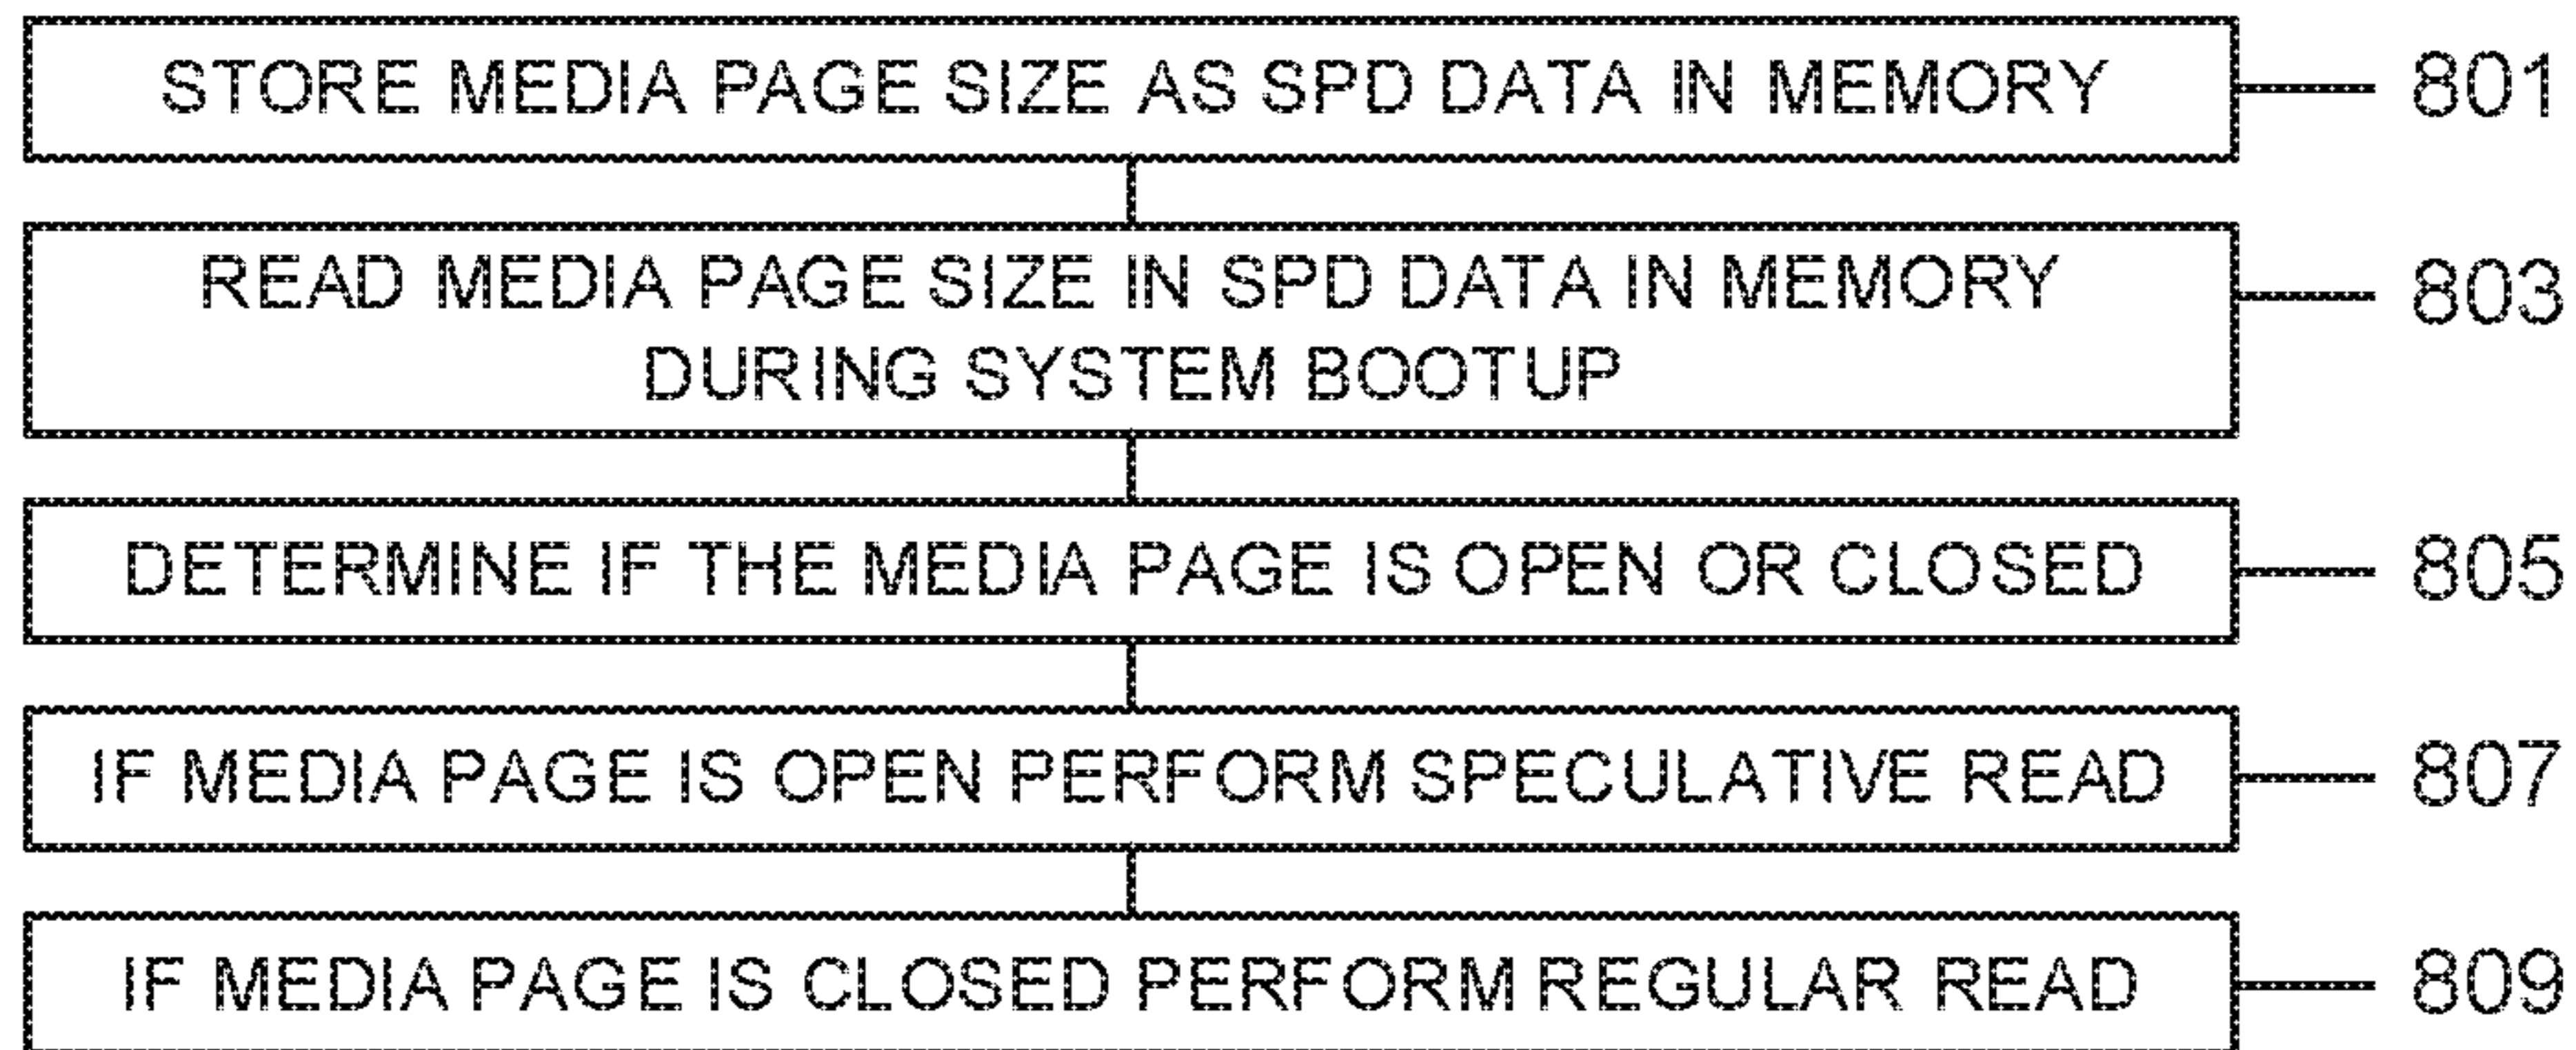 STORE MEDIA PAGE SIZE AS SPD DATA IN MEMORY
801
READ MEDIA PAGE SIZE IN SPD DATA IN MEMORY
DURING SYSTEM BOOTUP
803
DETERMINE IF THE MEDIA PAGE IS OPEN OR CLOSED
805
IF MEDIA PAGE IS OPEN PERFORM SPECULATIVE READ
807
IF MEDIA PAGE IS CLOSED PERFORM REGULAR READ
809